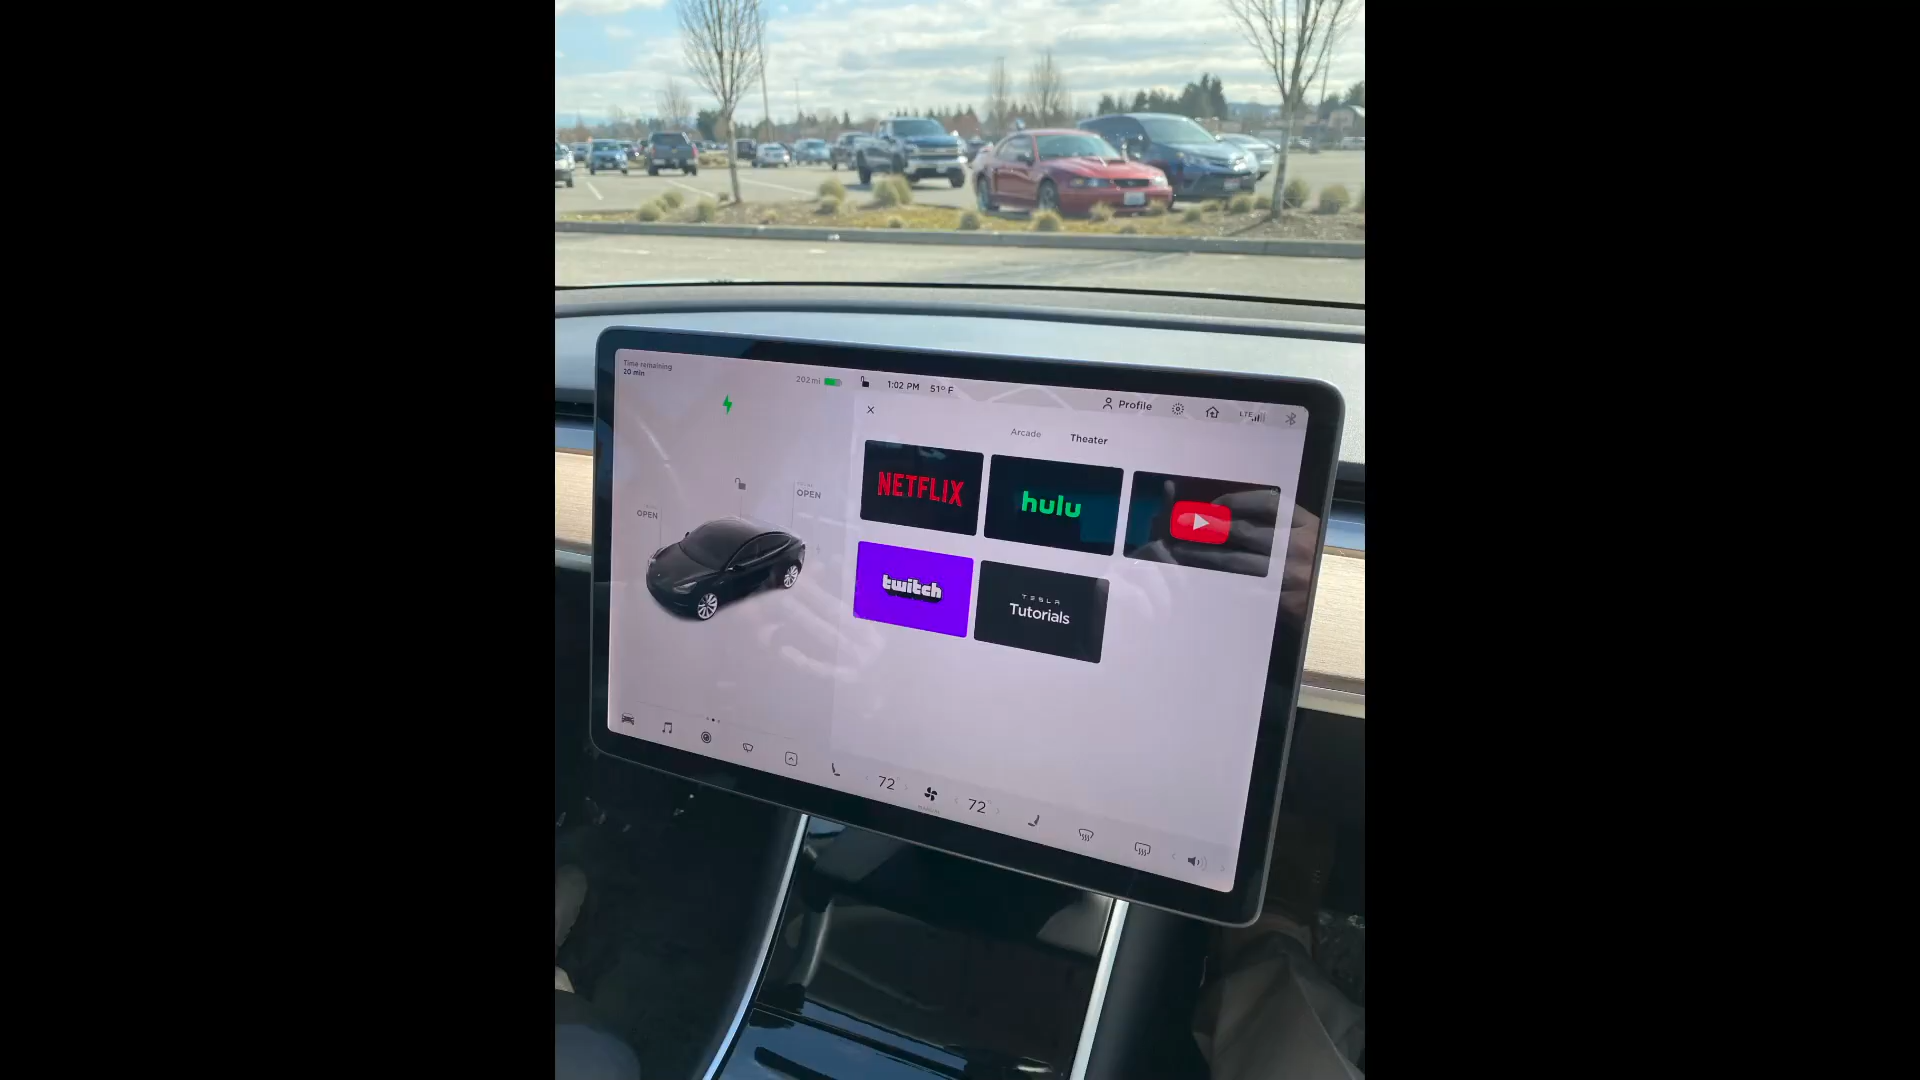 Time remaining
20 min
202 mi
1:02 PM
51° F
Profile
LTE
Arcade
Theater
NETFLIX
hulu
OPEN
OPEN
twitch
TESLA
Tutorials
72
72